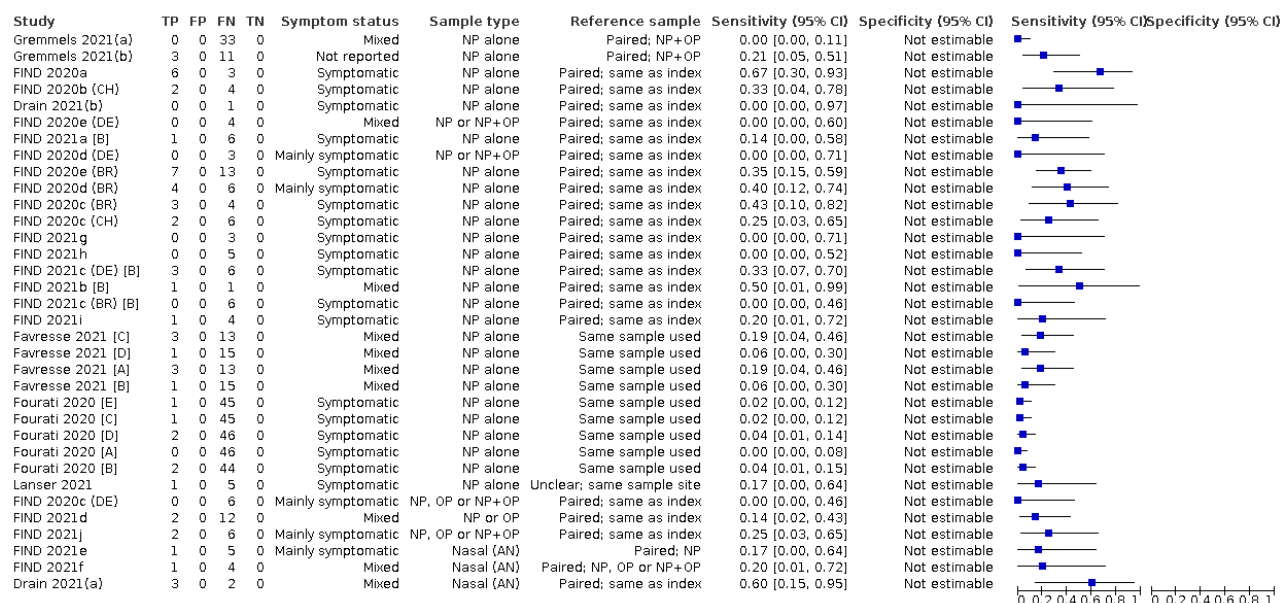 Study TP FP FN TN Symptom status Sample type Reference sample Sensitivity (95% CI) Specificity (95% CI) Sensitivity (95% CI) Specificity (95% CI)
Gremmels 2021(a) 0 0 33 0 Mixed NP alone Paired; NP+OP 0.00 [0.00, 0.11] Not estimable
Gremmels 2021(b) 3 0 11 0 Not reported NP alone Paired; NP+OP 0.21 [0.05, 0.51] Not estimable
FIND 2020a 6 0 3 0 Symptomatic NP alone Paired; same as index 0.67 [0.30, 0.93] Not estimable
FIND 2020b (CH) 2 0 4 0 Symptomatic NP alone Paired; same as index 0.33 [0.04, 0.78] Not estimable
Drain 2021(b) 0 0 1 0 Symptomatic NP alone Paired; same as index 0.00 [0.00, 0.97] Not estimable
FIND 2020e (DE) 0 0 4 0 Mixed NP or NP+OP Paired; same as index 0.00 [0.00, 0.60] Not estimable
FIND 2021a [B] 1 0 6 0 Symptomatic NP alone Paired; same as index 0.14 [0.00, 0.58] Not estimable
FIND 2020d (DE) 0 0 3 0 Mainly symptomatic NP or NP+OP Paired; same as index 0.00 [0.00, 0.71] Not estimable
FIND 2020e (BR) 7 0 13 0 Symptomatic NP alone Paired; same as index 0.35 [0.15, 0.59] Not estimable
FIND 2020d (BR) 4 0 6 0 Mainly symptomatic NP alone Paired; same as index 0.40 [0.12, 0.74] Not estimable
FIND 2020c (BR) 3 0 4 0 Symptomatic NP alone Paired; same as index 0.43 [0.10, 0.82] Not estimable
FIND 2020c (CH) 2 0 6 0 Symptomatic NP alone Paired; same as index 0.25 [0.03, 0.65] Not estimable
FIND 2021g 0 0 3 0 Symptomatic NP alone Paired; same as index 0.00 [0.00, 0.71] Not estimable
FIND 2021h 0 0 5 0 Symptomatic NP alone Paired; same as index 0.00 [0.00, 0.52] Not estimable
FIND 2021c (DE) [B] 3 0 6 0 Symptomatic NP alone Paired; same as index 0.33 [0.07, 0.70] Not estimable
FIND 2021b [B] 1 0 1 0 Mixed NP alone Paired; same as index 0.50 [0.01, 0.99] Not estimable
FIND 2021c (BR) [B] 0 0 6 0 Symptomatic NP alone Paired; same as index 0.00 [0.00, 0.46] Not estimable
FIND 2021i 1 0 4 0 Symptomatic NP alone Paired; same as index 0.20 [0.01, 0.72] Not estimable
Favresse 2021 [C] 3 0 13 0 Mixed NP alone Same sample used 0.19 [0.04, 0.46] Not estimable
Favresse 2021 [D] 1 0 15 0 Mixed NP alone Same sample used 0.06 [0.00, 0.30] Not estimable
Favresse 2021 [A] 3 0 13 0 Mixed NP alone Same sample used 0.19 [0.04, 0.46] Not estimable
Favresse 2021 [B] 1 0 15 0 Mixed NP alone Same sample used 0.06 [0.00, 0.30] Not estimable
Fourati 2020 [E] 1 0 45 0 Symptomatic NP alone Same sample used 0.02 [0.00, 0.12] Not estimable
Fourati 2020 [C] 1 0 45 0 Symptomatic NP alone Same sample used 0.02 [0.00, 0.12] Not estimable
Fourati 2020 [D] 2 0 46 0 Symptomatic NP alone Same sample used 0.04 [0.01, 0.14] Not estimable
Fourati 2020 [A] 0 0 46 0 Symptomatic NP alone Same sample used 0.00 [0.00, 0.08] Not estimable
Fourati 2020 [B] 2 0 44 0 Symptomatic NP alone Same sample used 0.04 [0.01, 0.15] Not estimable
Lanser 2021 1 0 5 0 Symptomatic NP alone Unclear; same sample site 0.17 [0.00, 0.64] Not estimable
FIND 2020c (DE) 0 0 6 0 Mainly symptomatic NP, OP or NP+OP Paired; same as index 0.00 [0.00, 0.46] Not estimable
FIND 2021d 2 0 12 0 Mixed NP or OP Paired; same as index 0.14 [0.02, 0.43] Not estimable
FIND 2021j 2 0 6 0 Mainly symptomatic NP, OP or NP+OP Paired; same as index 0.25 [0.03, 0.65] Not estimable
FIND 2021e 1 0 5 0 Mainly symptomatic Nasal (AN) Paired; NP 0.17 [0.00, 0.64] Not estimable
FIND 2021f 1 0 4 0 Mixed Nasal (AN) Paired; NP, OP or NP+OP 0.20 [0.01, 0.72] Not estimable
Drain 2021(a) 3 0 2 0 Mixed Nasal (AN) Paired; same as index 0.60 [0.15, 0.95] Not estimable
0 0.2 0.4 0.6 0.8 1 0 0.2 0.4 0.6 0.8 1